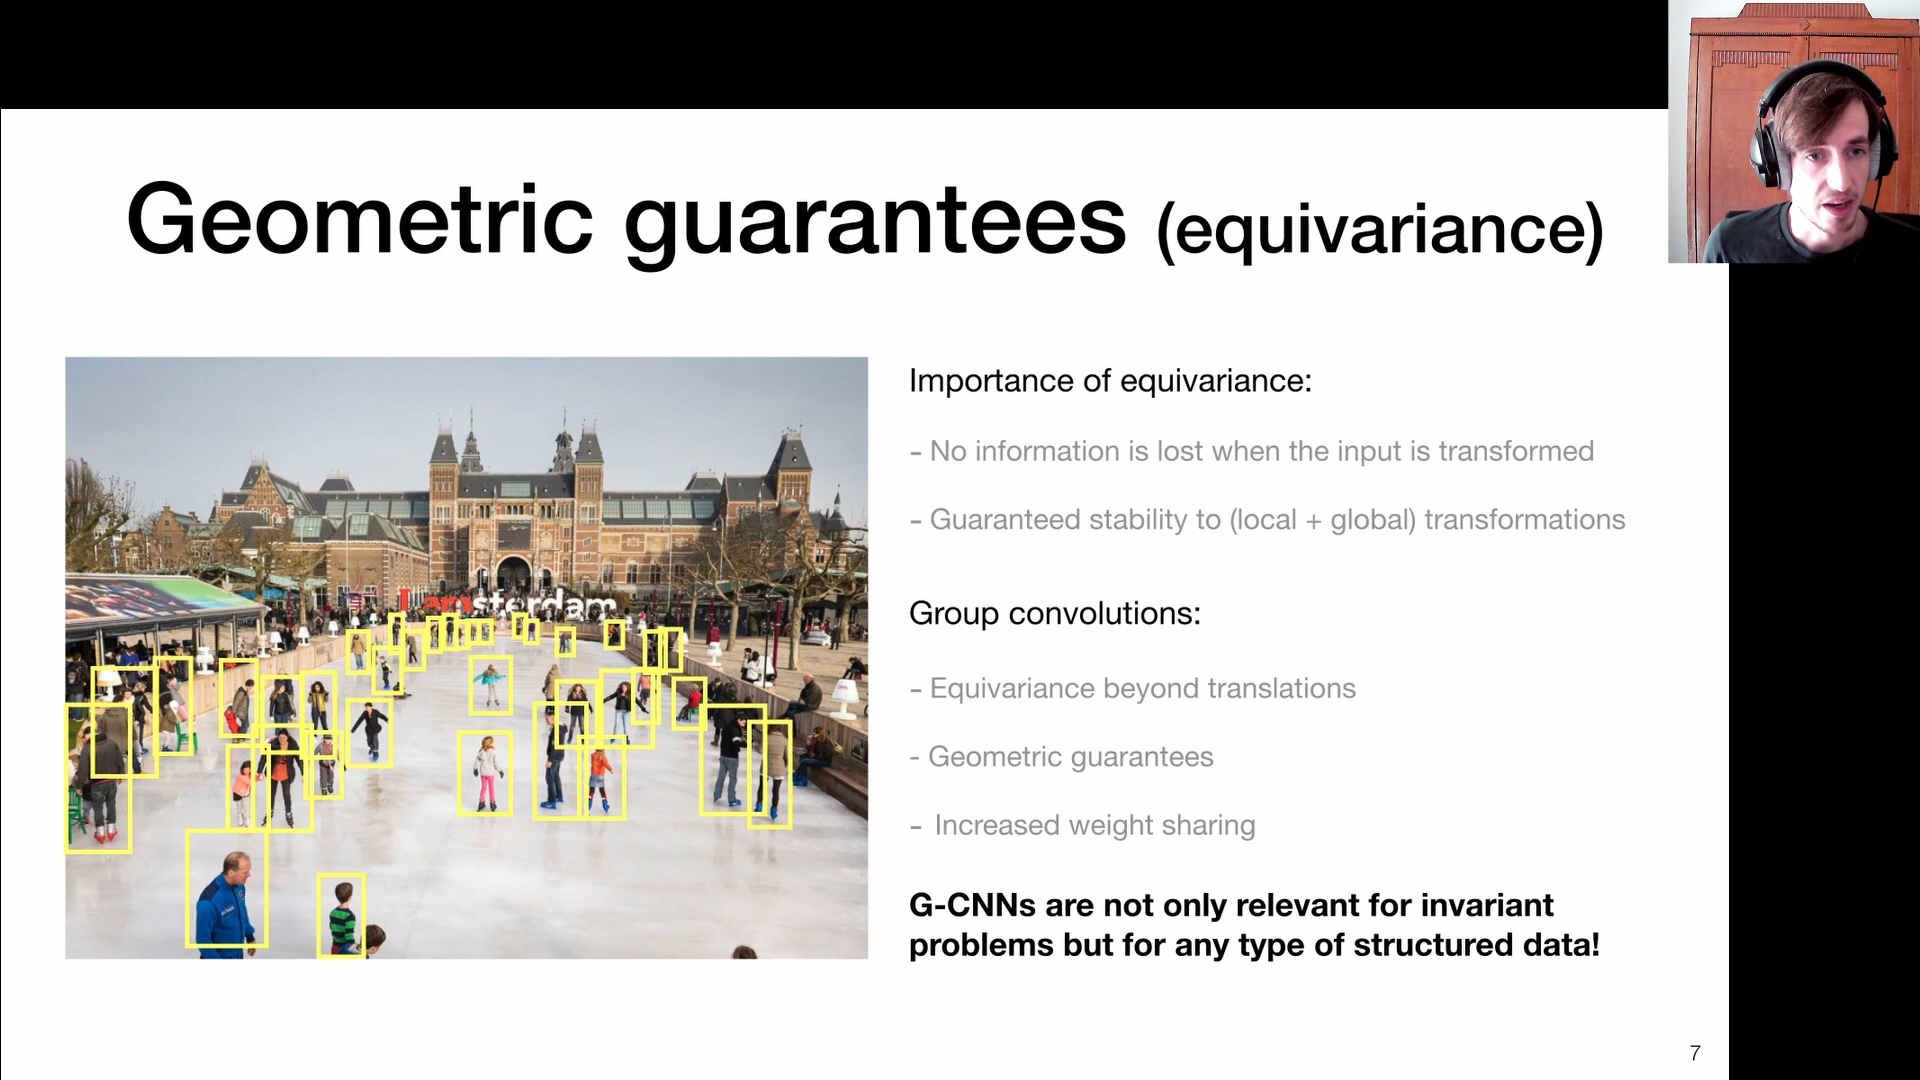 Geometric guarantees (equivariance)
I amsterdam
Importance of equivariance:
- No information is lost when the input is transformed
- Guaranteed stability to (local + global) transformations
Group convolutions:
- Equivariance beyond translations
- Geometric guarantees
- Increased weight sharing
G-CNNs are not only relevant for invariant
problems but for any type of structured data!
7